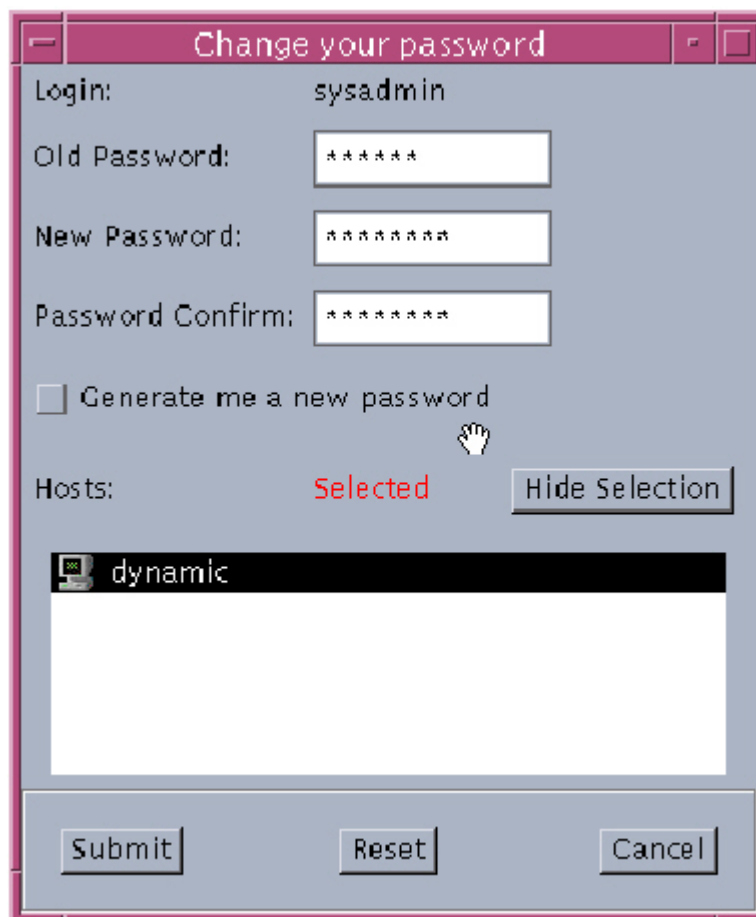 Change your password
Login: sysadmin
Old Password: ******
New Password: ********
Password Confirm: ********
Generate me a new password
Hosts: Selected Hide Selection
dynamic
Submit Reset Cancel